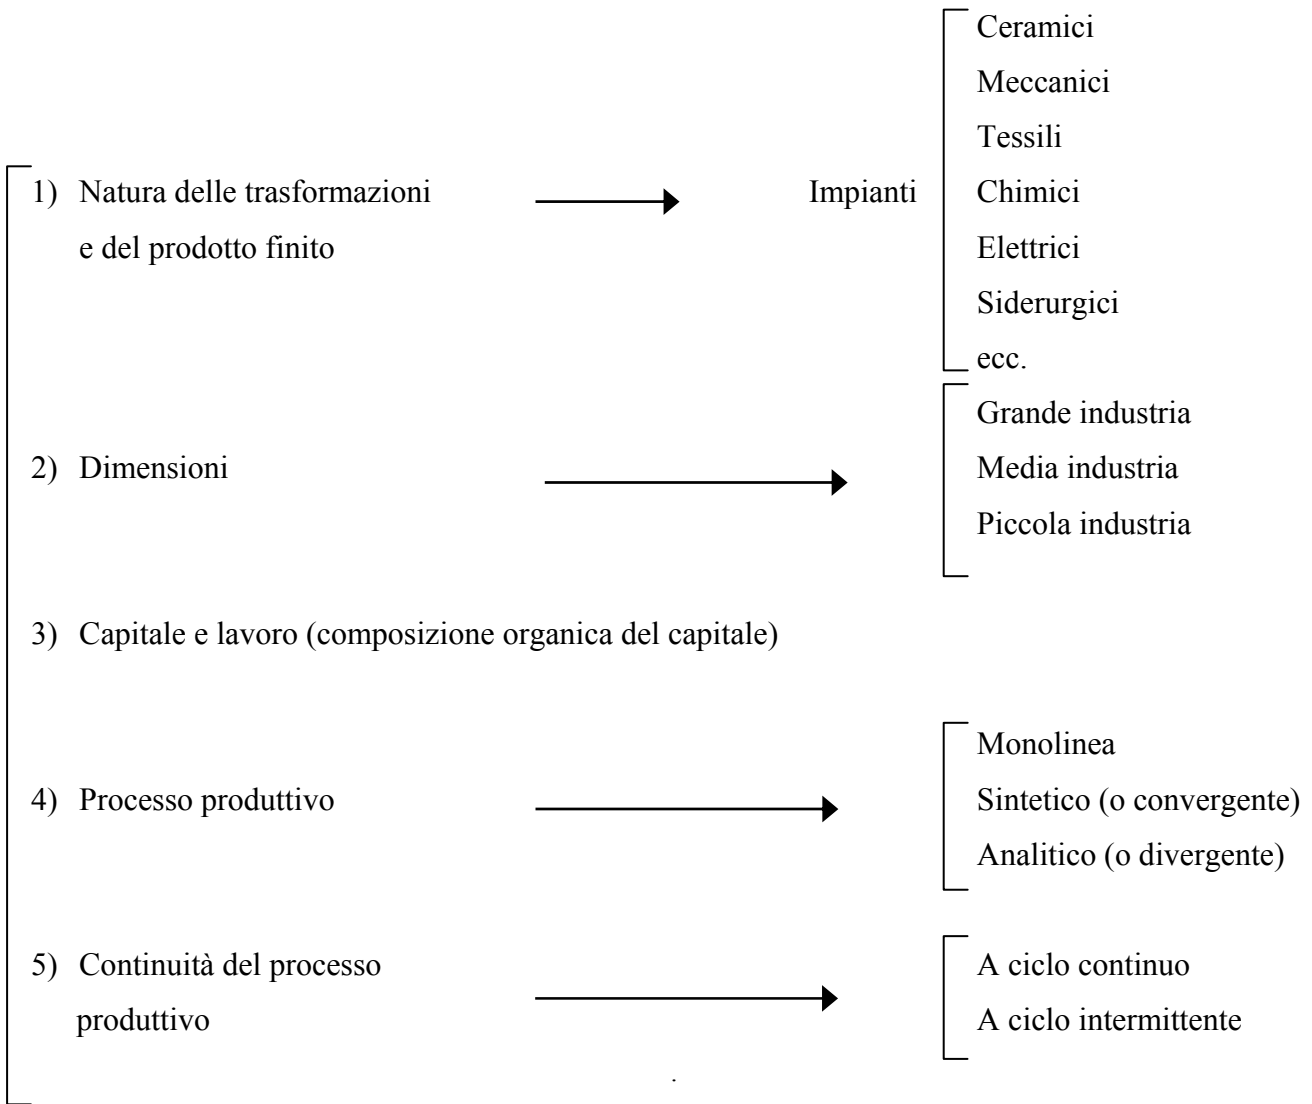 Ceramici
Meccanici
Tessili
1) Natura delle trasformazioni Impianti Chimici
e del prodotto finito Elettrici
Siderurgici
ecc.
Grande industria
2) Dimensioni Media industria
Piccola industria
3) Capitale e lavoro (composizione organica del capitale)
Monolinea
4) Processo produttivo Sintetico (o convergente)
Analitico (o divergente)
5) Continuità del processo A ciclo continuo
produttivo A ciclo intermittente
.